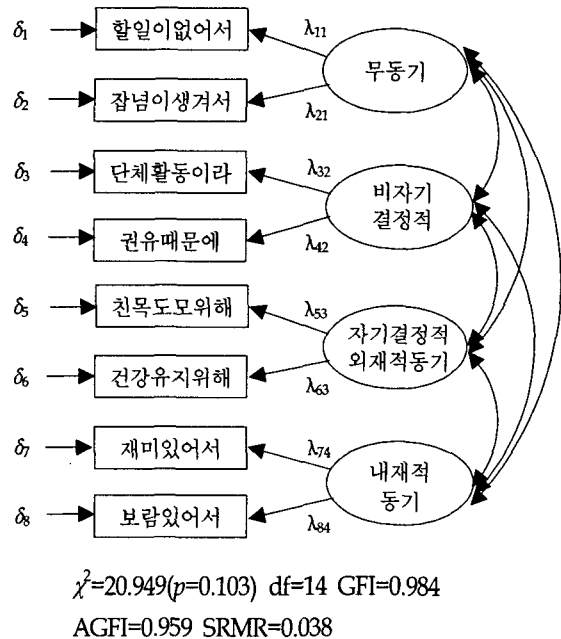 δ1 할일이없어서 λ11
무동기
δ2 잡념이생겨서 λ21
δ3 단체활동이라 λ32
비자기
결정적
δ4 권유때문에 λ42
δ5 친목도모위해 λ53
자기결정적
외재적동기
δ6 건강유지위해 λ63
δ7 재미있어서 λ74
내재적
동기
δ8 보람있어서 λ84
χ²=20.949(p=0.103) df=14 GFI=0.984
AGFI=0.959 SRMR=0.038